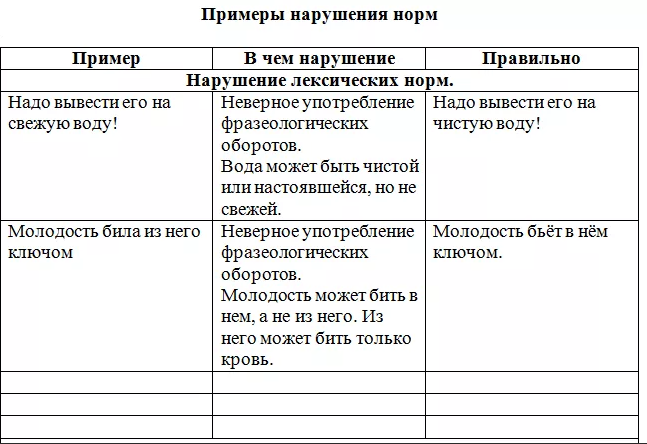 Примеры нарушения норм
Пример
В чем нарушение
Правильно
Нарушение лексических норм.
Надо вывести его на
свежую воду!
Неверное употребление
фразеологических
оборотов.
Вода может быть чистой
или настоявшейся, но не
свежей.
Надо вывести его на
чистую воду!
Молодость била из него
ключом
Неверное употребление
фразеологических
оборотов.
Молодость может бить в
нем, а не из него. Из
него может бить только
кровь.
Молодость бьёт в нём
ключом.